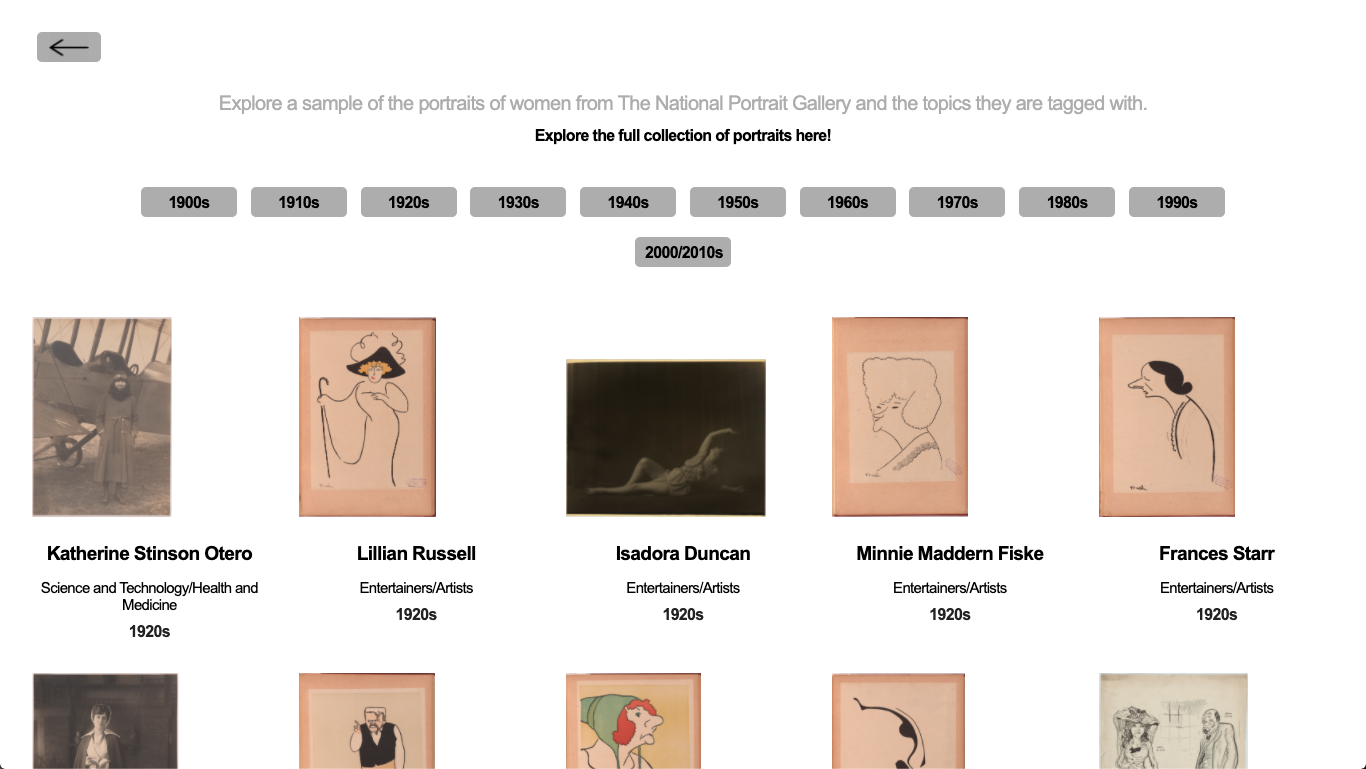 Explore a sample of the portraits of women from The National Portrait Gallery and the topics they are tagged with.
Explore the full collection of portraits here!
1900s
1910s
1920s
1930s
1940s
1950s
1960s
1970s
1980s
1990s
2000/2010s
Katherine Stinson Otero
Science and Technology/Health and
Medicine
1920s
Lillian Russell
Entertainers/Artists
1920s
Isadora Duncan
Entertainers/Artists
1920s
Minnie Maddern Fiske
Entertainers/Artists
1920s
Frances Starr
Entertainers/Artists
1920s